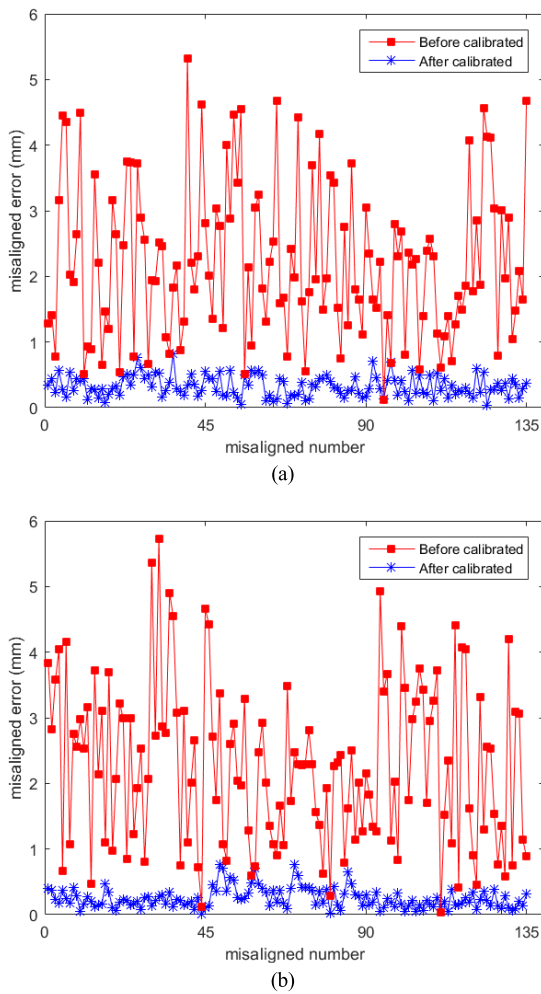 6
5
4
3
2
1
0
misaligned error (mm)
Before calibrated
After calibrated
0 45 90 135
misaligned number
(a)
6
5
4
3
2
1
0
misaligned error (mm)
Before calibrated
After calibrated
0 45 90 135
misaligned number
(b)